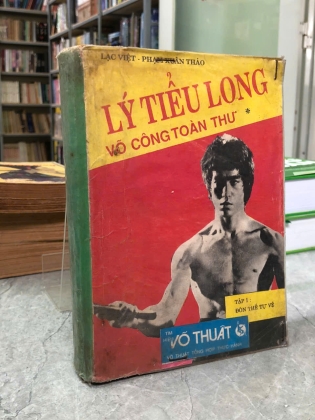 LẠC VIỆT - PHẠM XUÂN THẢO
LÝ TIỂU LONG
VÕ CÔNG TOÀN THƯ
TẬP I
ĐÒN THẾ TỰ VỆ
VÕ THUẬT